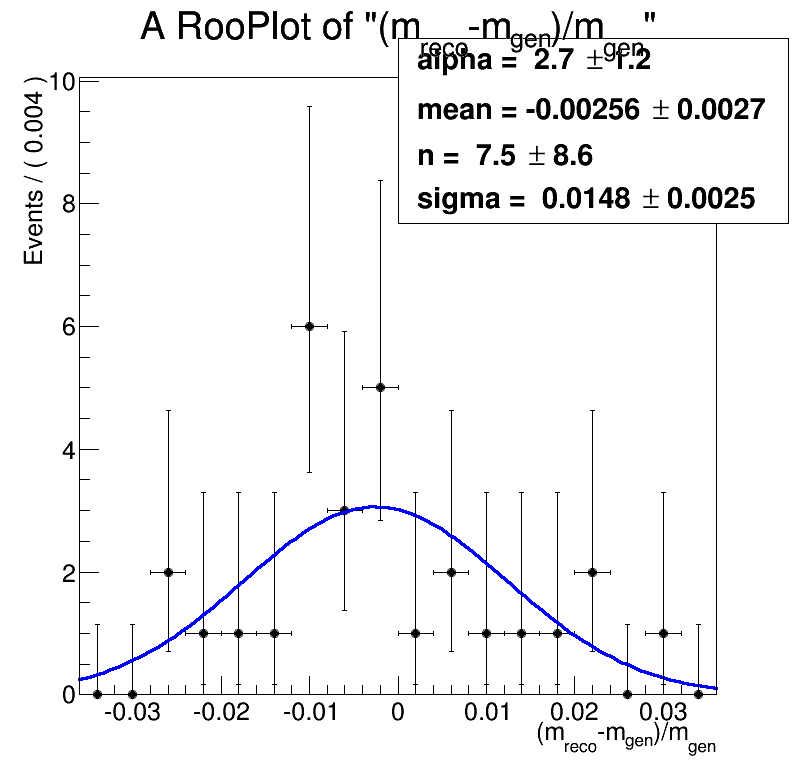 A RooPlot of "(m_reco-m_gen)/m_gen"
alpha = 2.7 ± 1.2
mean = -0.00256 ± 0.0027
n = 7.5 ± 8.6
sigma = 0.0148 ± 0.0025
Events / ( 0.004 )
10
8
6
4
2
0
-0.03 -0.02 -0.01 0 0.01 0.02 0.03
(m_reco-m_gen)/m_gen